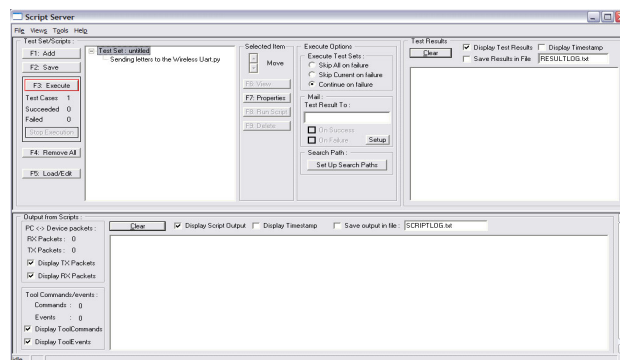 Script Server
File Views Tools Help
Test Set/Scripts :
F1: Add
F2: Save
F3: Execute
Test Cases 1
Succeeded 0
Failed 0
Stop Execution
F4: Remove All
F5: Load/Edit
Test Set : untitled
Sending letters to the Wireless Uart.py
Selected Item
Move
F6: View
F7: Properties
F8: Run Script
F9: Delete
Execute Options
Execute Test Sets :
Skip All on failure
Skip Current on failure
Continue on failure
Mail :
Test Result To :
On Success
On Failure
Setup
Search Path :
Set Up Search Paths
Test Results
Clear
Display Test Results
Display Timestamp
Save Results in File
RESULTLOG.txt
Output from Scripts :
PC <-> Device packets :
RX Packets : 0
TX Packets : 0
Display TX Packets
Display RX Packets
Tool Commands/events :
Commands : 0
Events : 0
Display ToolCommands
Display ToolEvents
Clear
Display Script Output
Display Timestamp
Save output in file :
SCRIPTLOG.txt
Idle